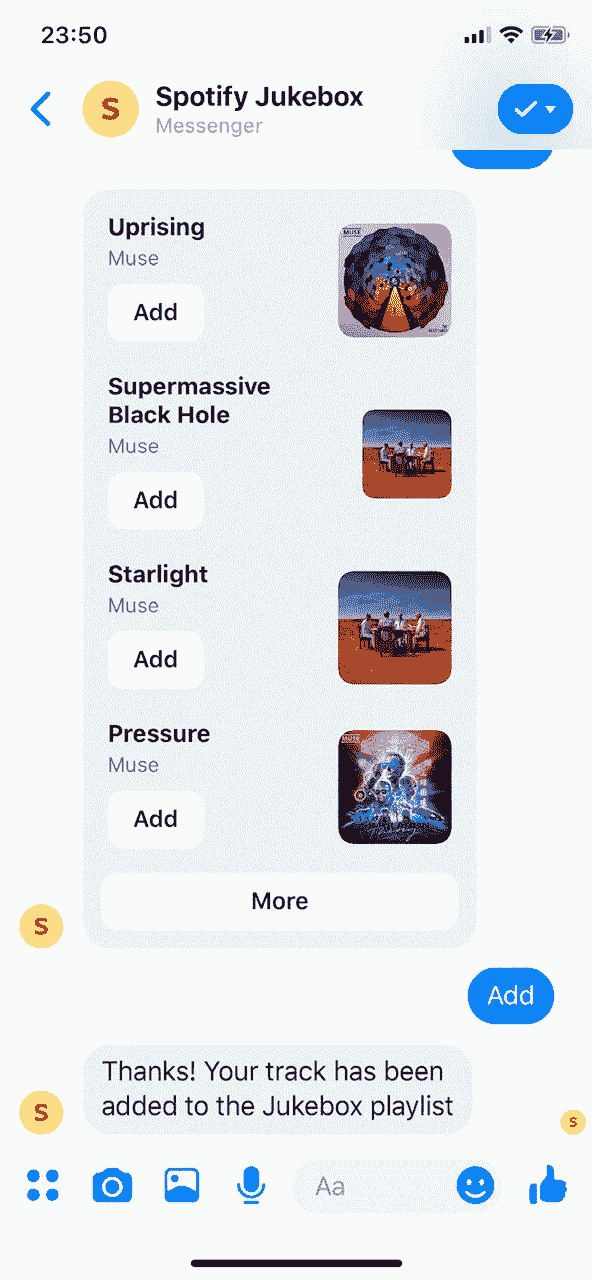 23:50
S
Spotify Jukebox
Messenger
Uprising
Muse
Add
MUSE
Supermassive
Black Hole
Muse
Add
Starlight
Muse
Add
Pressure
Muse
Add
MUSE
More
S
Add
Thanks! Your track has been
added to the Jukebox playlist
S
S
Aa